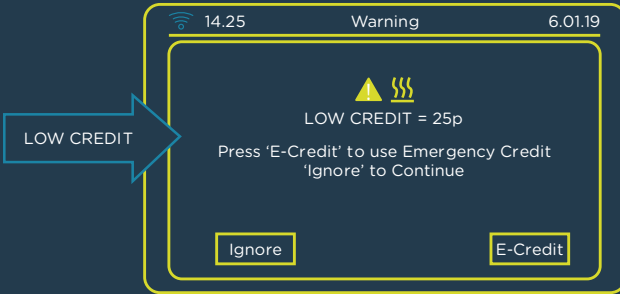 14.25 Warning 6.01.19
LOW CREDIT
LOW CREDIT = 25p
Press ‘E-Credit’ to use Emergency Credit
‘Ignore’ to Continue
Ignore E-Credit